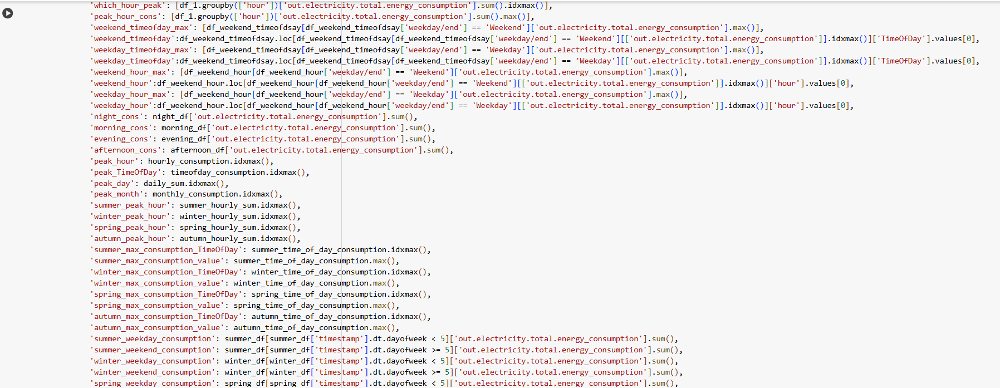 'which_hour_peak': [df_1.groupby(['hour'])['out.electricity.total.energy_consumption'].sum().idxmax()],
'peak_hour_cons': [df_1.groupby(['hour'])['out.electricity.total.energy_consumption'].sum().max()],
'weekend_timeofday_max': [df_weekend_timeofdsay[df_weekend_timeofdsay['weekday/end'] == 'Weekend']['out.electricity.total.energy_consumption'].max()],
'weekend_timeofday':df_weekend_timeofdsay.loc[df_weekend_timeofdsay[df_weekend_timeofdsay['weekday/end'] == 'Weekend'][['out.electricity.total.energy_consumption']].idxmax()]['TimeOfDay'].values[0],
'weekday_timeofday_max': [df_weekend_timeofdsay[df_weekend_timeofdsay['weekday/end'] == 'Weekday']['out.electricity.total.energy_consumption'].max()],
'weekday_timeofday':df_weekend_timeofdsay.loc[df_weekend_timeofdsay[df_weekend_timeofdsay['weekday/end'] == 'Weekday'][['out.electricity.total.energy_consumption']].idxmax()]['TimeOfDay'].values[0],
'weekend_hour_max': [df_weekend_hour[df_weekend_hour['weekday/end'] == 'Weekend']['out.electricity.total.energy_consumption'].max()],
'weekend_hour':df_weekend_hour.loc[df_weekend_hour[df_weekend_hour['weekday/end'] == 'Weekend'][['out.electricity.total.energy_consumption']].idxmax()]['hour'].values[0],
'weekday_hour_max': [df_weekend_hour[df_weekend_hour['weekday/end'] == 'Weekday']['out.electricity.total.energy_consumption'].max()],
'weekday_hour':df_weekend_hour.loc[df_weekend_hour[df_weekend_hour['weekday/end'] == 'Weekday'][['out.electricity.total.energy_consumption']].idxmax()]['hour'].values[0],
'night_cons': night_df['out.electricity.total.energy_consumption'].sum(),
'morning_cons': morning_df['out.electricity.total.energy_consumption'].sum(),
'evening_cons': evening_df['out.electricity.total.energy_consumption'].sum(),
'afternoon_cons': afternoon_df['out.electricity.total.energy_consumption'].sum(),
'peak_hour': hourly_consumption.idxmax(),
'peak_TimeOfDay': timeofday_consumption.idxmax(),
'peak_day': daily_sum.idxmax(),
'peak_month': monthly_consumption.idxmax(),
'summer_peak_hour': summer_hourly_sum.idxmax(),
'winter_peak_hour': winter_hourly_sum.idxmax(),
'spring_peak_hour': spring_hourly_sum.idxmax(),
'autumn_peak_hour': autumn_hourly_sum.idxmax(),
'summer_max_consumption_TimeOfDay': summer_time_of_day_consumption.idxmax(),
'summer_max_consumption_value': summer_time_of_day_consumption.max(),
'winter_max_consumption_TimeOfDay': winter_time_of_day_consumption.idxmax(),
'winter_max_consumption_value': winter_time_of_day_consumption.max(),
'spring_max_consumption_TimeOfDay': spring_time_of_day_consumption.idxmax(),
'spring_max_consumption_value': spring_time_of_day_consumption.max(),
'autumn_max_consumption_TimeOfDay': autumn_time_of_day_consumption.idxmax(),
'autumn_max_consumption_value': autumn_time_of_day_consumption.max(),
'summer_weekday_consumption': summer_df[summer_df['timestamp'].dt.dayofweek < 5]['out.electricity.total.energy_consumption'].sum(),
'summer_weekend_consumption': summer_df[summer_df['timestamp'].dt.dayofweek >= 5]['out.electricity.total.energy_consumption'].sum(),
'winter_weekday_consumption': winter_df[winter_df['timestamp'].dt.dayofweek < 5]['out.electricity.total.energy_consumption'].sum(),
'winter_weekend_consumption': winter_df[winter_df['timestamp'].dt.dayofweek >= 5]['out.electricity.total.energy_consumption'].sum(),
'spring_weekday_consumption': spring_df[spring_df['timestamp'].dt.dayofweek < 5]['out.electricity.total.energy_consumption'].sum(),